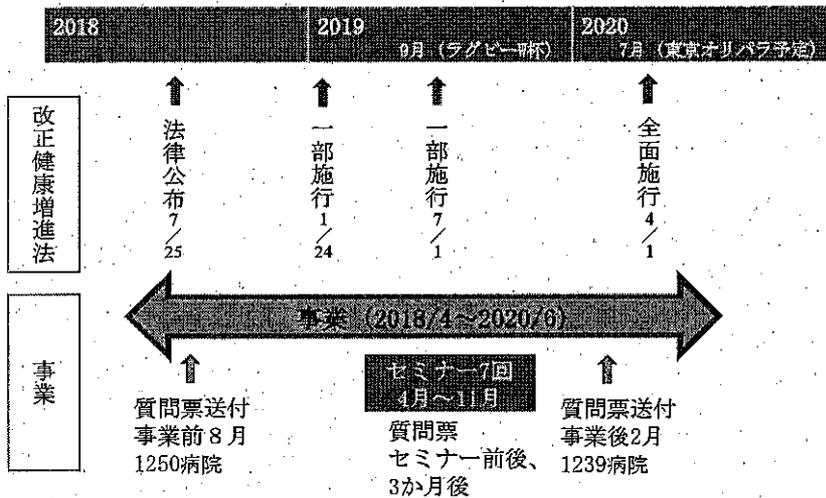 2018
2019
9月（ラグビーW杯）
2020
7月（東京オリパラ予定）
改正健康増進法
法律公布 7/25
一部施行 1/24
一部施行 7/1
全面施行 4/1
事業（2018/4～2020/6）
事業
質問票送付
事業前８月
1250病院
セミナー7回
4月～11月
質問票
セミナー前後、
3か月後
質問票送付
事業後2月
1239病院